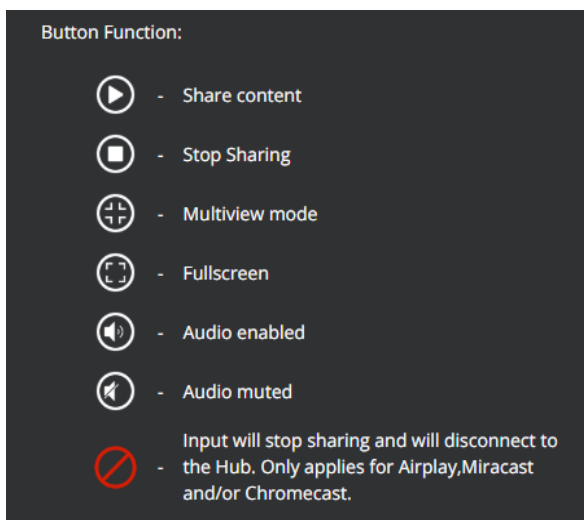 Button Function:
- Share content
- Stop Sharing
- Multiview mode
- Fullscreen
- Audio enabled
- Audio muted
Input will stop sharing and will disconnect to
- the Hub. Only applies for Airplay,Miracast
and/or Chromecast.